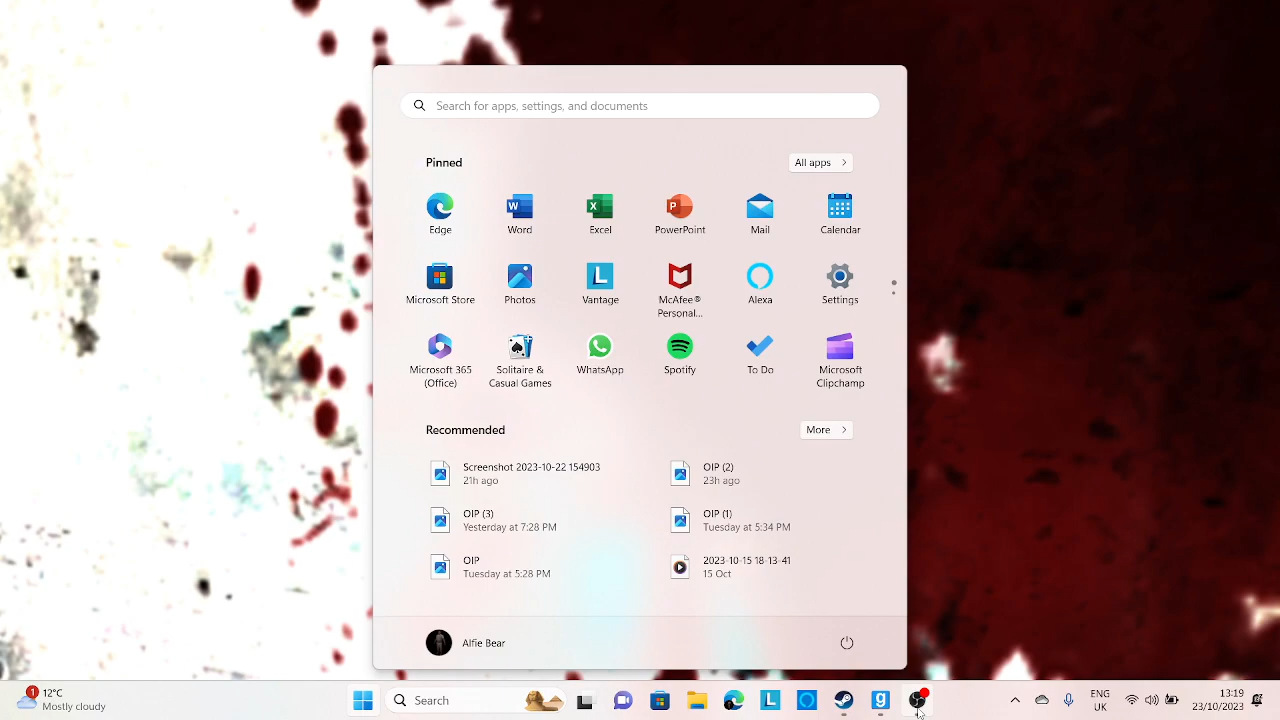 Search for apps, settings, and documents
Pinned
All apps
Edge
Word
Excel
PowerPoint
Mail
Calendar
Microsoft Store
Photos
Vantage
McAfee®
Personal...
Alexa
Settings
Microsoft 365
(Office)
Solitaire &
Casual Games
WhatsApp
Spotify
To Do
Microsoft
Clipchamp
Recommended
More
Screenshot 2023-10-22 154903
21h ago
OIP (2)
23h ago
OIP (3)
Yesterday at 7:28 PM
OIP (1)
Tuesday at 5:34 PM
OIP
Tuesday at 5:28 PM
2023-10-15 18-13-41
15 Oct
Alfie Bear
1
12°C
Mostly cloudy
Search
ENG
UK
13:19
23/10/2023